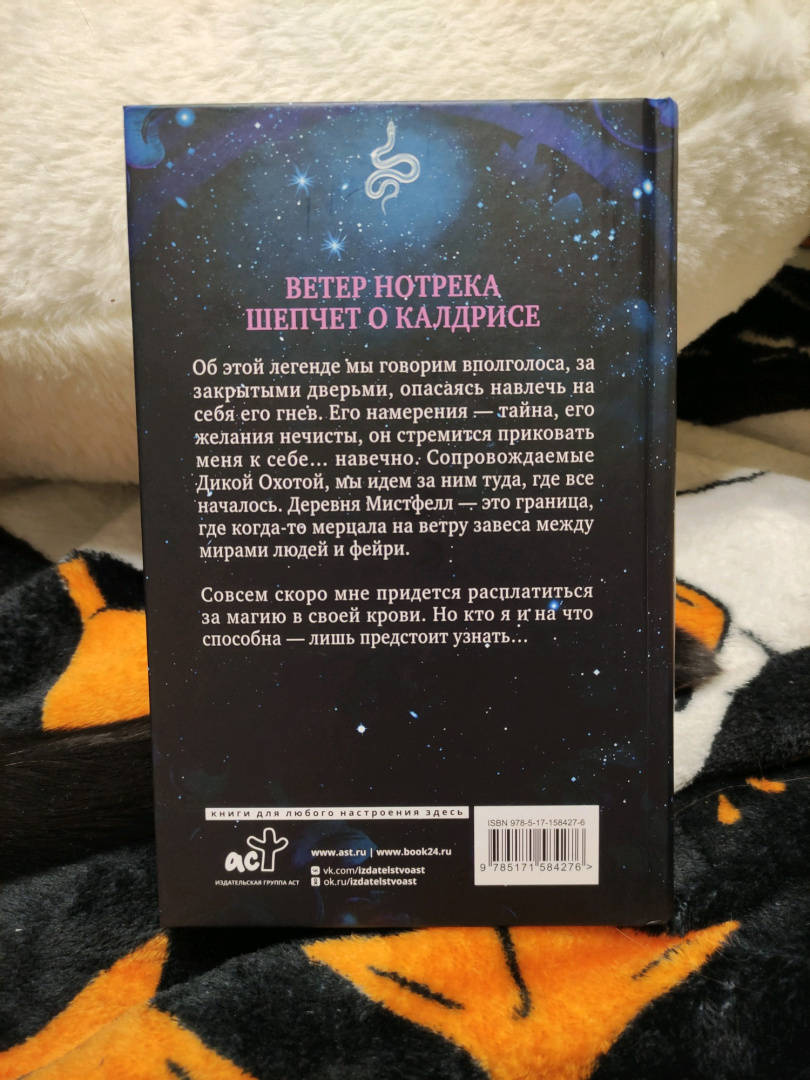 ВЕТЕР НОТРЕКА
ШЕПЧЕТ О КАЛДРИСЕ
Об этой легенде мы говорим вполголоса, за
закрытыми дверьми, опасаясь навлечь на
себя его гнев. Его намерения — тайна, его
желания нечисты, он стремится приковать
меня к себе... навечно. Сопровождаемые
Дикой Охотой, мы идем за ним туда, где все
началось. Деревня Мистфелл — это граница,
где когда-то мерцала на ветру завеса между
мирами людей и фейри.
Совсем скоро мне придется расплатиться
за магию в своей крови. Но кто я и на что
способна — лишь предстоит узнать...
книги для любого настроения здесь
аст
ИЗДАТЕЛЬСКАЯ ГРУППА АСТ
www.ast.ru | www.book24.ru
vk.com/izdatelstvoast
ok.ru/izdatelstvoast
ISBN 978-5-17-158427-6
9 785171 584276 >